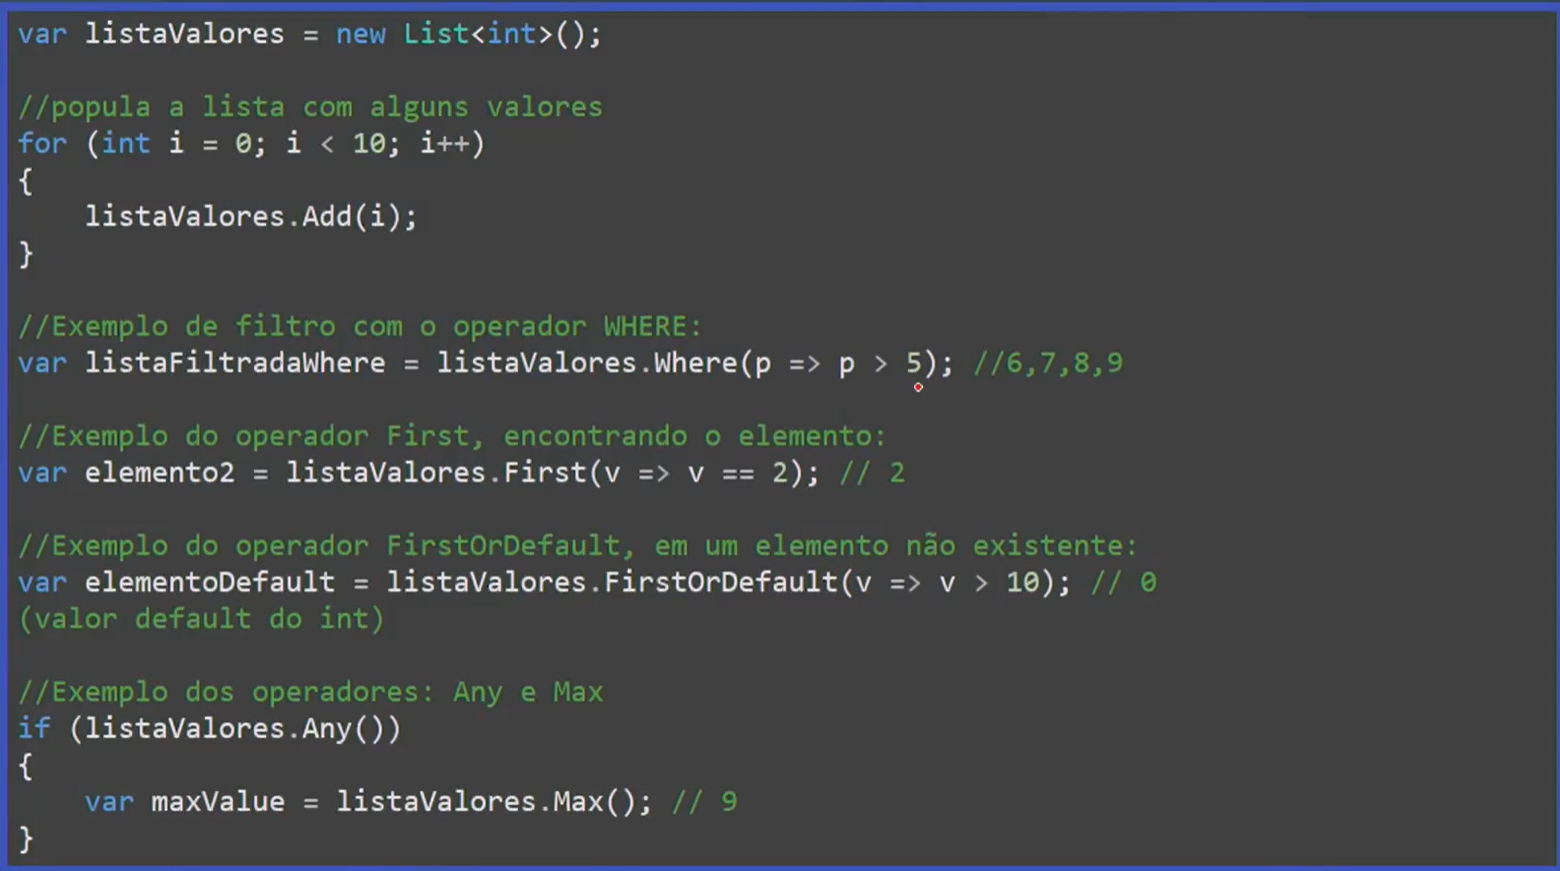 var listaValores = new List<int>();
//popula a lista com alguns valores
for (int i = 0; i < 10; i++)
{
    listaValores.Add(i);
}
//Exemplo de filtro com o operador WHERE:
var listaFiltradaWhere = listaValores.Where(p => p > 5); //6,7,8,9
//Exemplo do operador First, encontrando o elemento:
var elemento2 = listaValores.First(v => v == 2); // 2
//Exemplo do operador FirstOrDefault, em um elemento não existente:
var elementoDefault = listaValores.FirstOrDefault(v => v > 10); // 0
(valor default do int)
//Exemplo dos operadores: Any e Max
if (listaValores.Any())
{
    var maxValue = listaValores.Max(); // 9
}